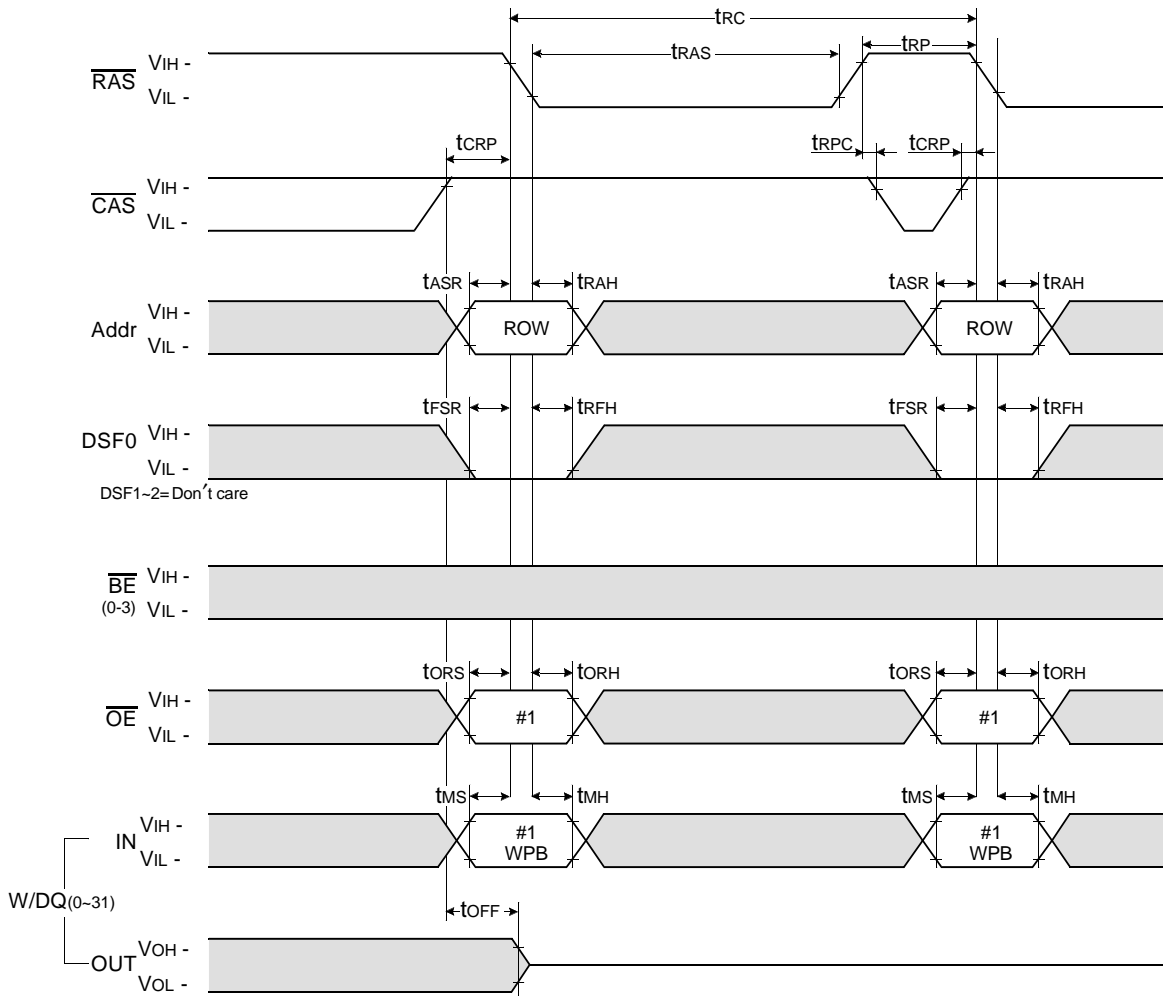 tRC
tRAS
tRP
RAS
VIH -
VIL -
tCRP
tRPC
tCRP
CAS
VIH -
VIL -
tASR
tRAH
tASR
tRAH
Addr
VIH -
VIL -
ROW
ROW
tFSR
tRFH
tFSR
tRFH
DSF0
VIH -
VIL -
DSF1~2=Don't care
BE
(0-3)
VIH -
VIL -
tORS
tORH
tORS
tORH
OE
VIH -
VIL -
#1
#1
tMS
tMH
tMS
tMH
IN
VIH -
VIL -
#1
WPB
#1
WPB
W/DQ(0~31)
tOFF
OUT
VOH -
VOL -